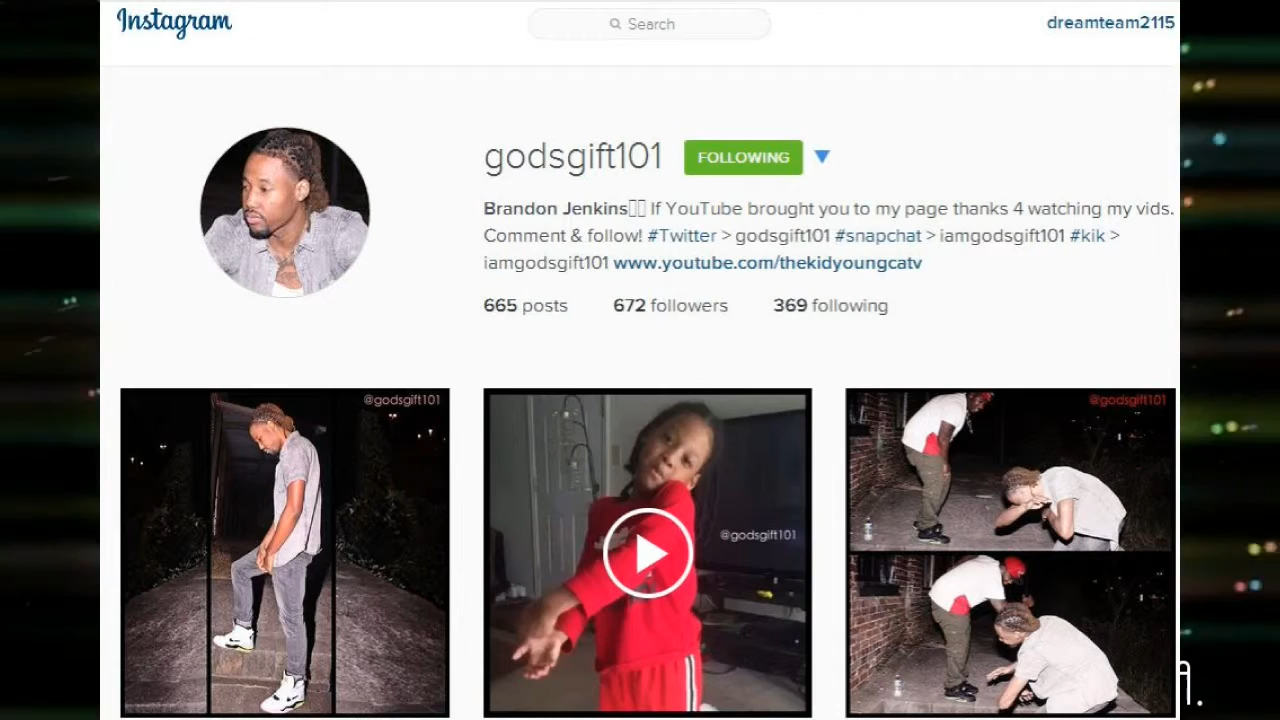 Instagram
Search
dreamteam2115
godsgift101 FOLLOWING
Brandon Jenkins If YouTube brought you to my page thanks 4 watching my vids.
Comment & follow! #Twitter > godsgift101 #snapchat > iamgodsgift101 #kik >
iamgodsgift101 www.youtube.com/thekidyoungcatv
665 posts 672 followers 369 following
@godsgift101
@godsgift101
@godsgift101
A.